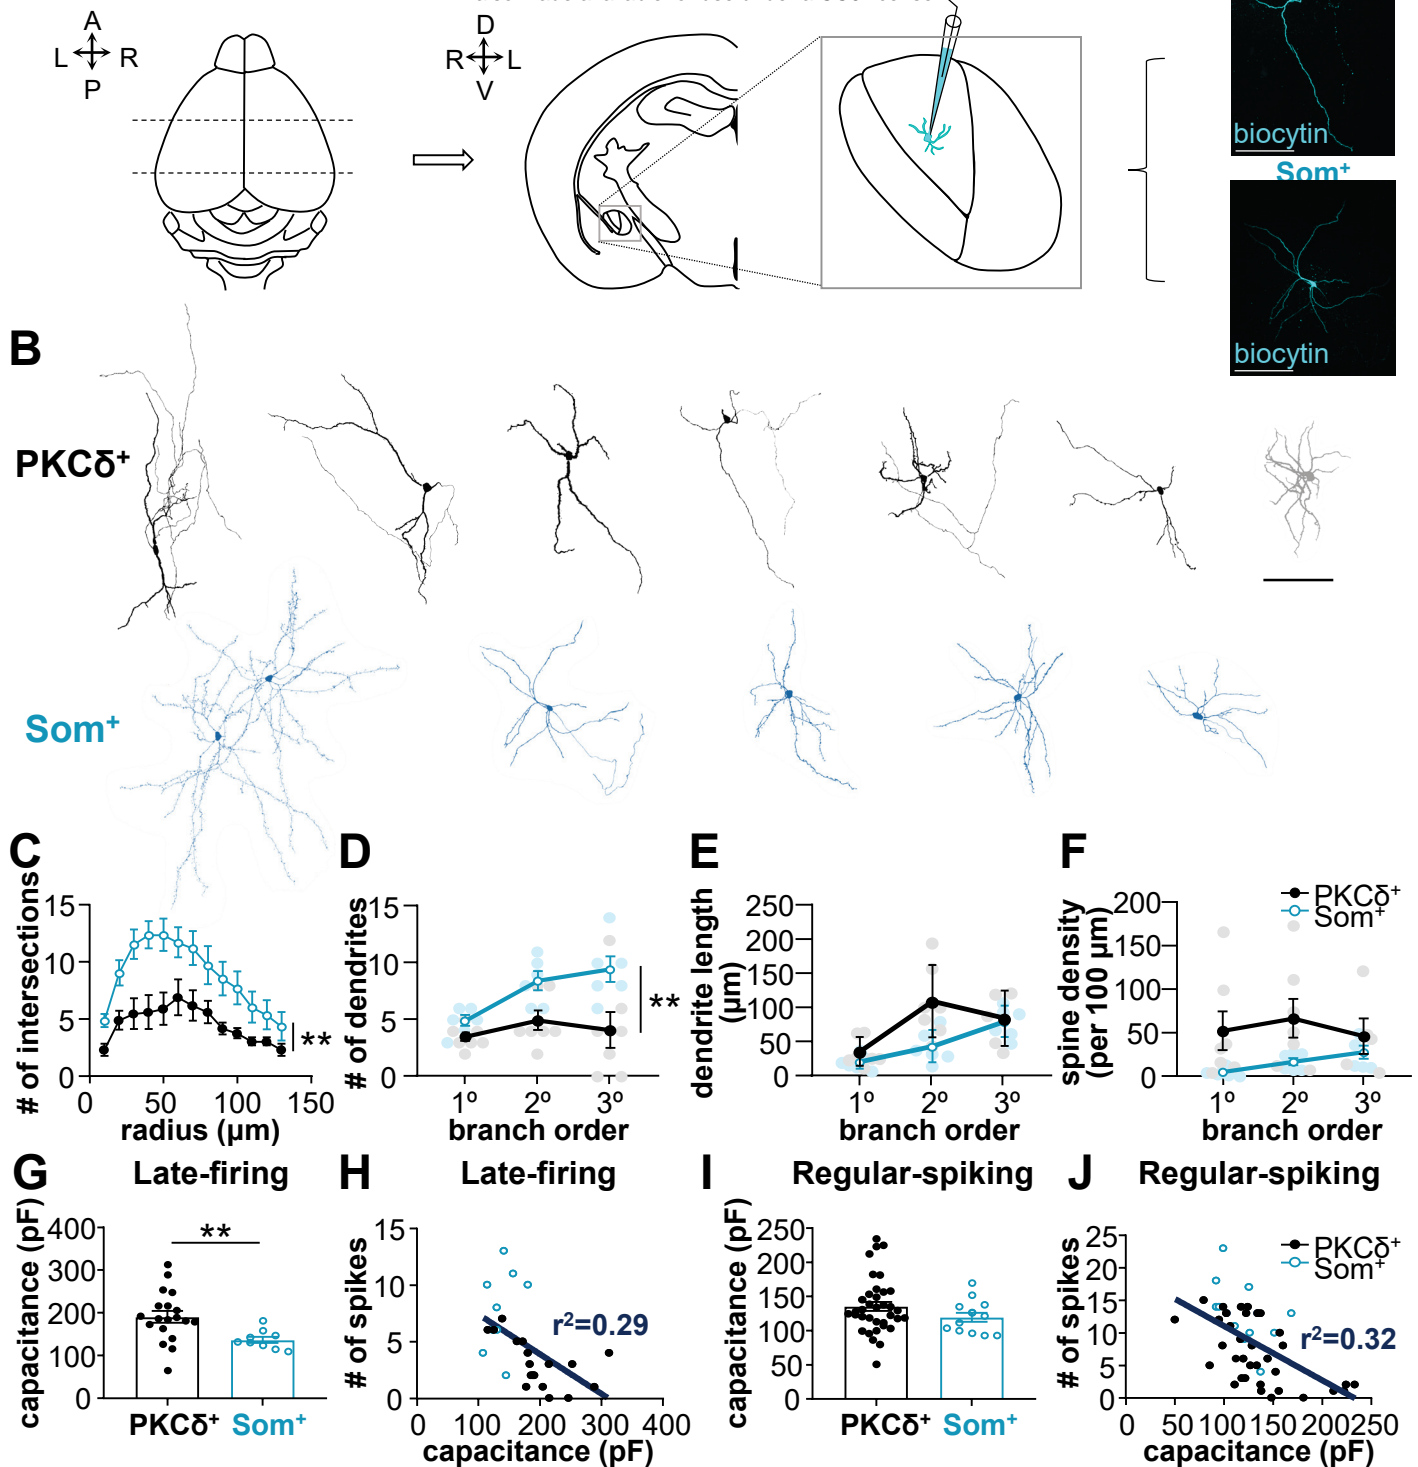 A
L R
P
D
R L
V
biocytin
Som⁺
biocytin
B
PKCδ⁺
Som⁺
C
# of intersections
15
10
5
0
0 50 100 150
radius (µm)
**
D
# of dendrites
15
10
5
0
1º 2º 3º
branch order
**
E
dendrite length
(µm)
250
200
150
100
50
0
1º 2º 3º
branch order
F
spine density
(per 100 µm)
200
150
100
50
0
1º 2º 3º
branch order
PKCδ⁺
Som⁺
G
Late-firing
capacitance (pF)
400
300
200
100
0
**
PKCδ⁺ Som⁺
H
Late-firing
# of spikes
15
10
5
0
r²=0.29
0 100 200 300 400
capacitance (pF)
I
Regular-spiking
capacitance (pF)
250
200
150
100
50
0
PKCδ⁺ Som⁺
J
Regular-spiking
# of spikes
25
20
15
10
5
0
PKCδ⁺
Som⁺
r²=0.32
0 50 100 150 200 250
capacitance (pF)